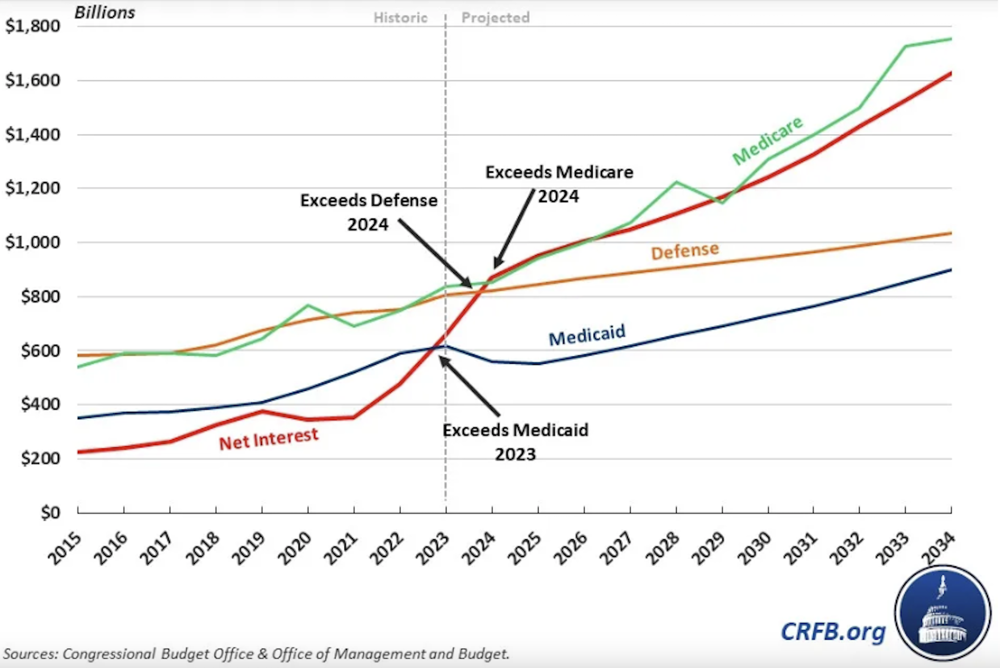 Billions
Historic
Projected
$1,800
$1,600
$1,400
$1,200
$1,000
$800
$600
$400
$200
$0
Exceeds Medicare
2024
Exceeds Defense
2024
Medicare
Defense
Medicaid
Net Interest
Exceeds Medicaid
2023
2015
2016
2017
2018
2019
2020
2021
2022
2023
2024
2025
2026
2027
2028
2029
2030
2031
2032
2033
2034
CRFB.org
Sources: Congressional Budget Office & Office of Management and Budget.